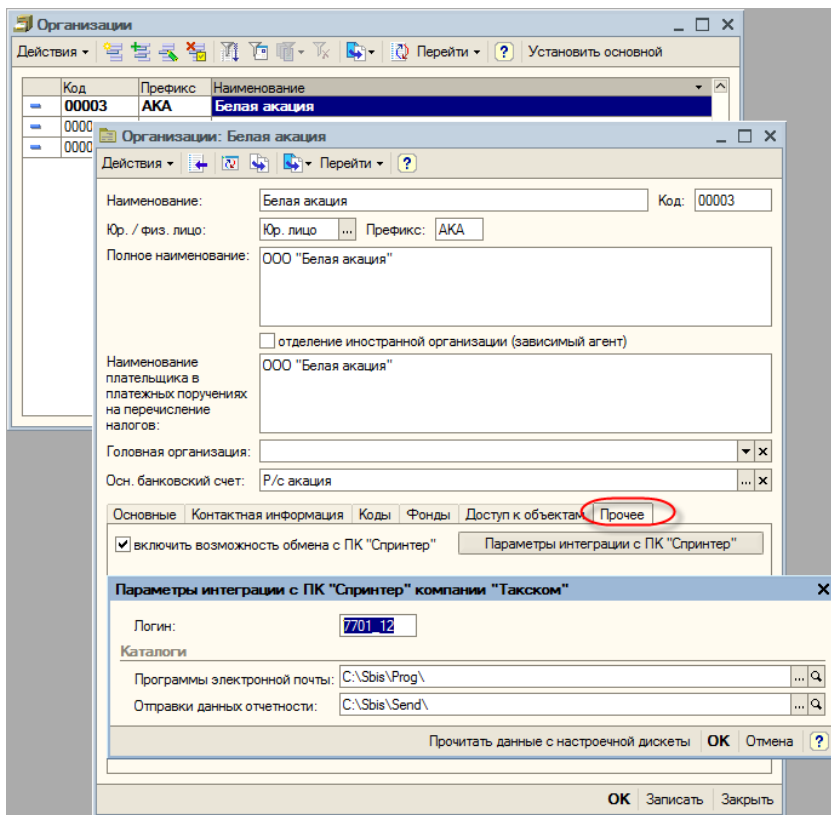 Организации
Действия Перейти ? Установить основной
Код Префикс Наименование
00003 АКА Белая акация
0000
0000
Организации: Белая акация
Действия Перейти ?
Наименование: Белая акация Код: 00003
Юр. / физ. лицо: Юр. лицо ... Префикс: АКА
Полное наименование: ООО "Белая акация"
отделение иностранной организации (зависимый агент)
Наименование ООО "Белая акация"
плательщика в
платежных поручениях
на перечисление
налогов:
Головная организация:
Осн. банковский счет: Р/с акация ...
Основные Контактная информация Коды Фонды Доступ к объектам Прочее
включить возможность обмена с ПК "Спринтер" Параметры интеграции с ПК "Спринтер"
Параметры интеграции с ПК "Спринтер" компании "Такском"
Логин: 7701_12
Каталоги
Программы электронной почты: C:\Sbis\Prog\ ...
Отправки данных отчетности: C:\Sbis\Send\ ...
Прочитать данные с настроечной дискеты OK Отмена ?
OK Записать Закрыть